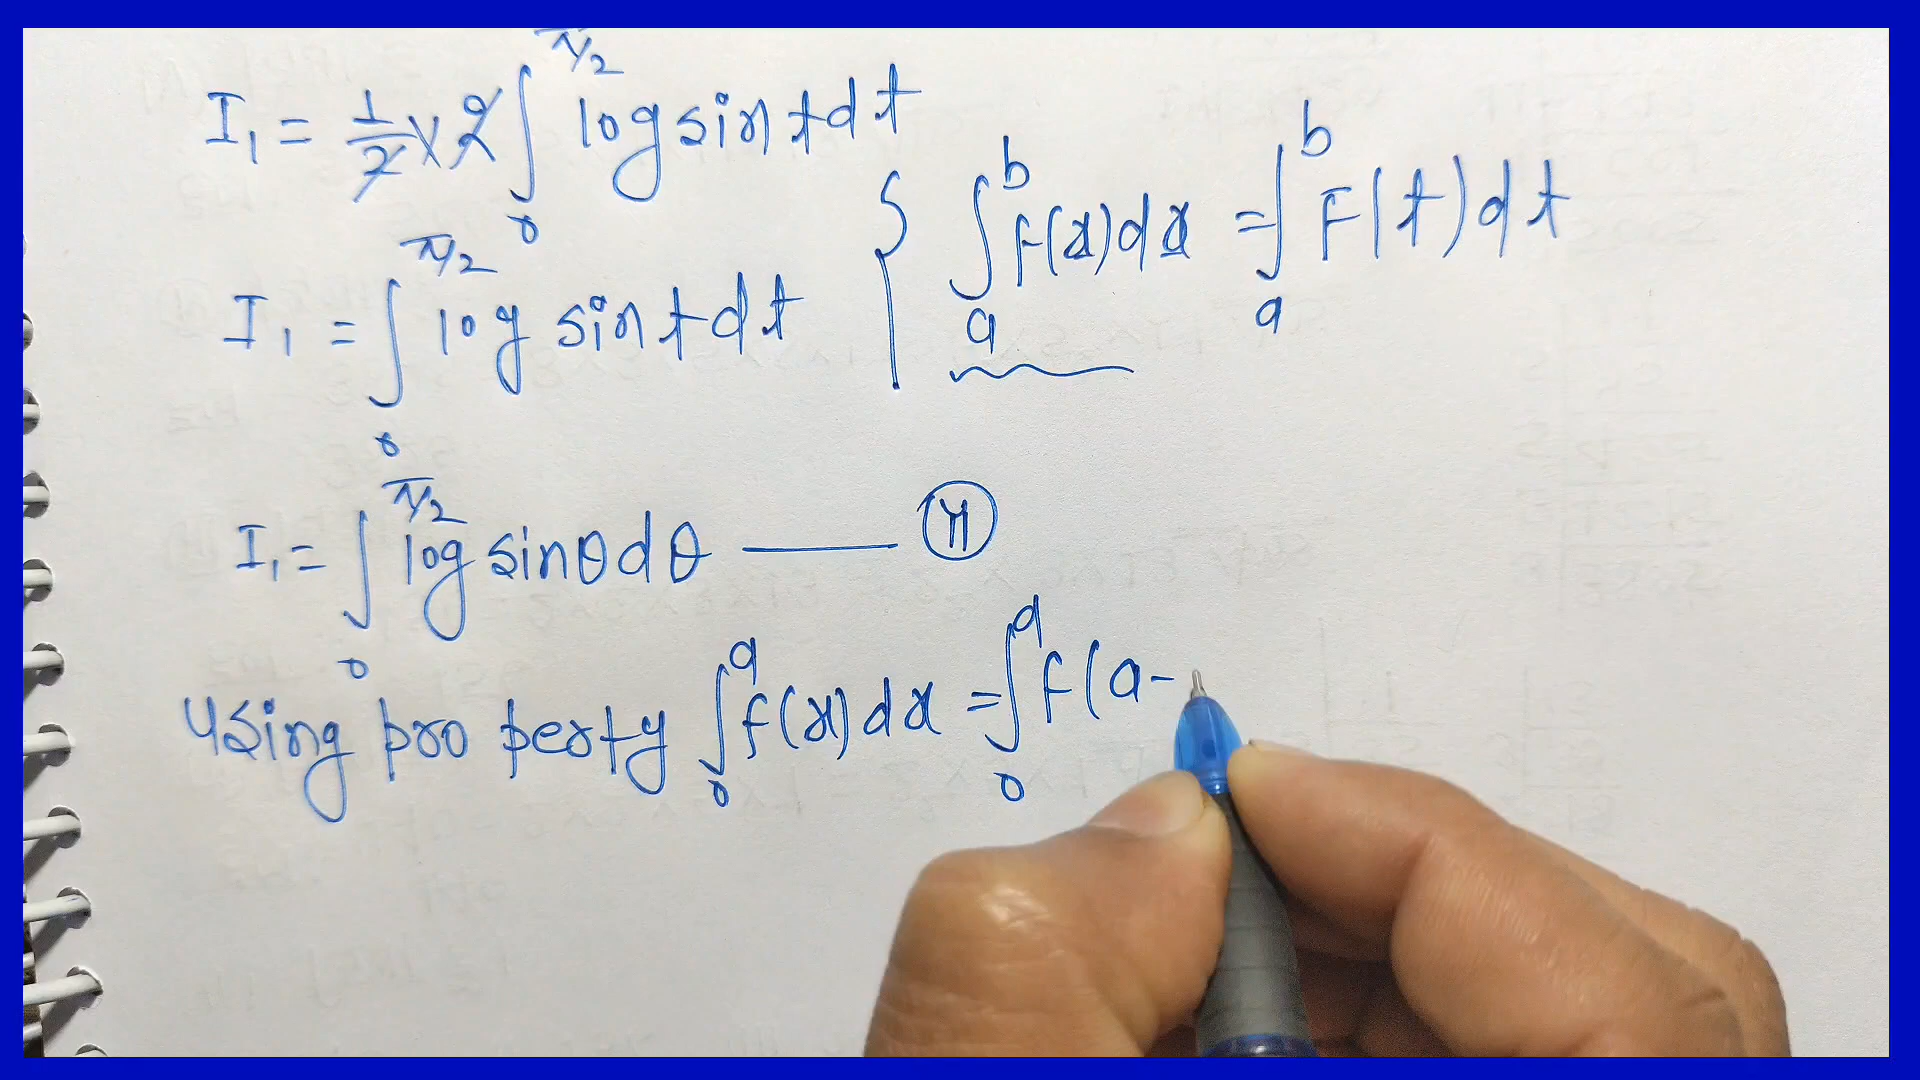 I₁ = 1/2 × 2 ∫₀^π/2 log sin t dt
{ ∫ₐᵇ F(x) dx = ∫ₐᵇ F(t) dt
I₁ = ∫₀^π/2 log sin t dt
I₁ = ∫₀^π/2 log sinθ dθ —— (II)
Using property ∫₀ᵃ f(x) dx = ∫₀ᵃ f(a-